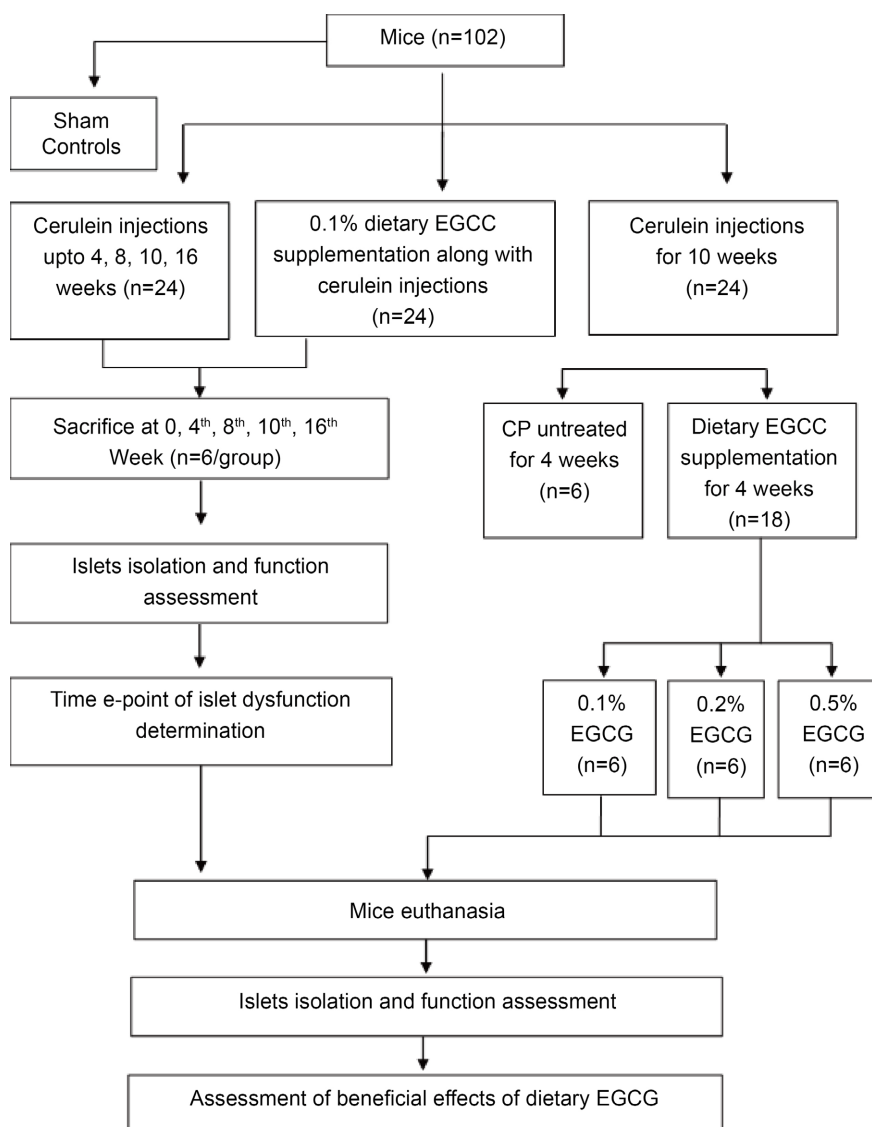 Mice (n=102)
Sham
Controls
Cerulein injections
upto 4, 8, 10, 16
weeks (n=24)
0.1% dietary EGCC
supplementation along with
cerulein injections
(n=24)
Cerulein injections
for 10 weeks
(n=24)
Sacrifice at 0, 4th, 8th, 10th, 16th
Week (n=6/group)
CP untreated
for 4 weeks
(n=6)
Dietary EGCC
supplementation
for 4 weeks
(n=18)
Islets isolation and function
assessment
Time e-point of islet dysfunction
determination
0.1%
EGCG
(n=6)
0.2%
EGCG
(n=6)
0.5%
EGCG
(n=6)
Mice euthanasia
Islets isolation and function assessment
Assessment of beneficial effects of dietary EGCG